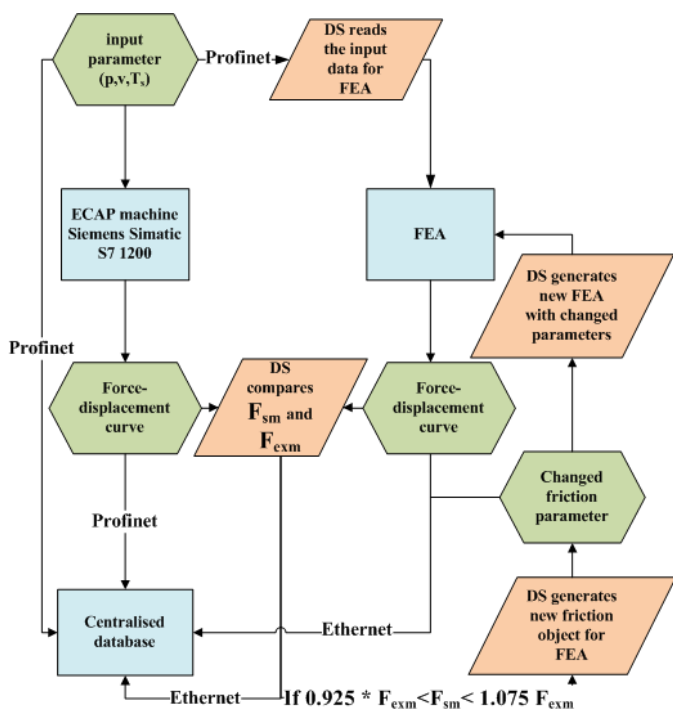 input
parameter
(p,v,Tₛ)
Profinet
DS reads
the input
data for
FEA
ECAP machine
Siemens Simatic
S7 1200
FEA
DS generates
new FEA
with changed
parameters
Profinet
Force-
displacement
curve
DS
compares
Fsm and
Fexm
Force-
displacement
curve
Changed
friction
parameter
Profinet
Centralised
database
Ethernet
DS generates
new friction
object for
FEA
Ethernet
If 0.925 * Fexm<Fsm< 1.075 Fexm